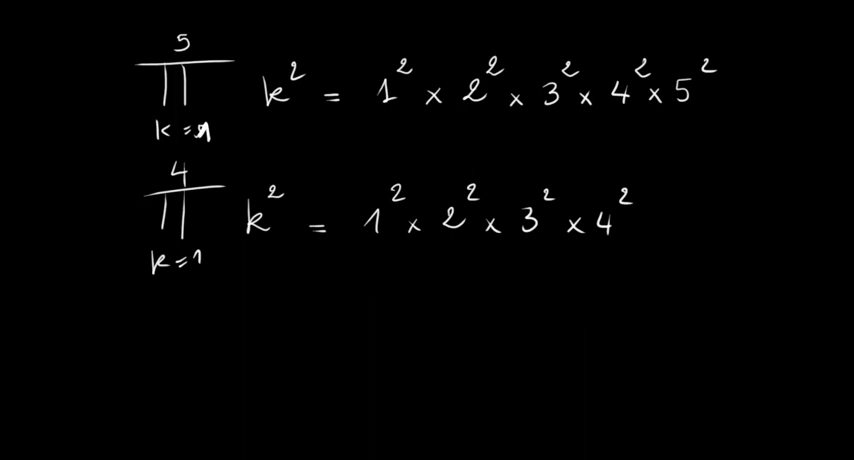 5
∏ k² = 1² × 2² × 3² × 4² × 5²
k=1
4
∏ k² = 1² × 2² × 3² × 4²
k=1